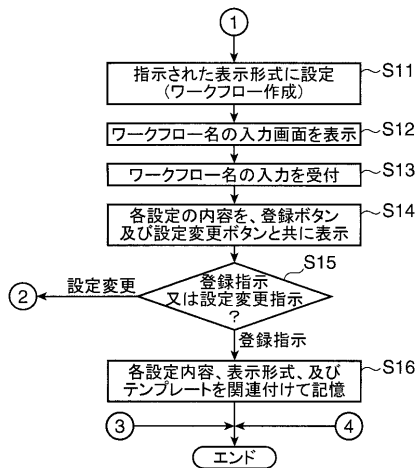 1
指示された表示形式に設定
(ワークフロー作成)
S11
ワークフロー名の入力画面を表示
S12
ワークフロー名の入力を受付
S13
各設定の内容を、登録ボタン
及び設定変更ボタンと共に表示
S14
S15
登録指示
又は設定変更指示
?
設定変更
2
登録指示
各設定内容、表示形式、及び
テンプレートを関連付けて記憶
S16
3
4
エンド